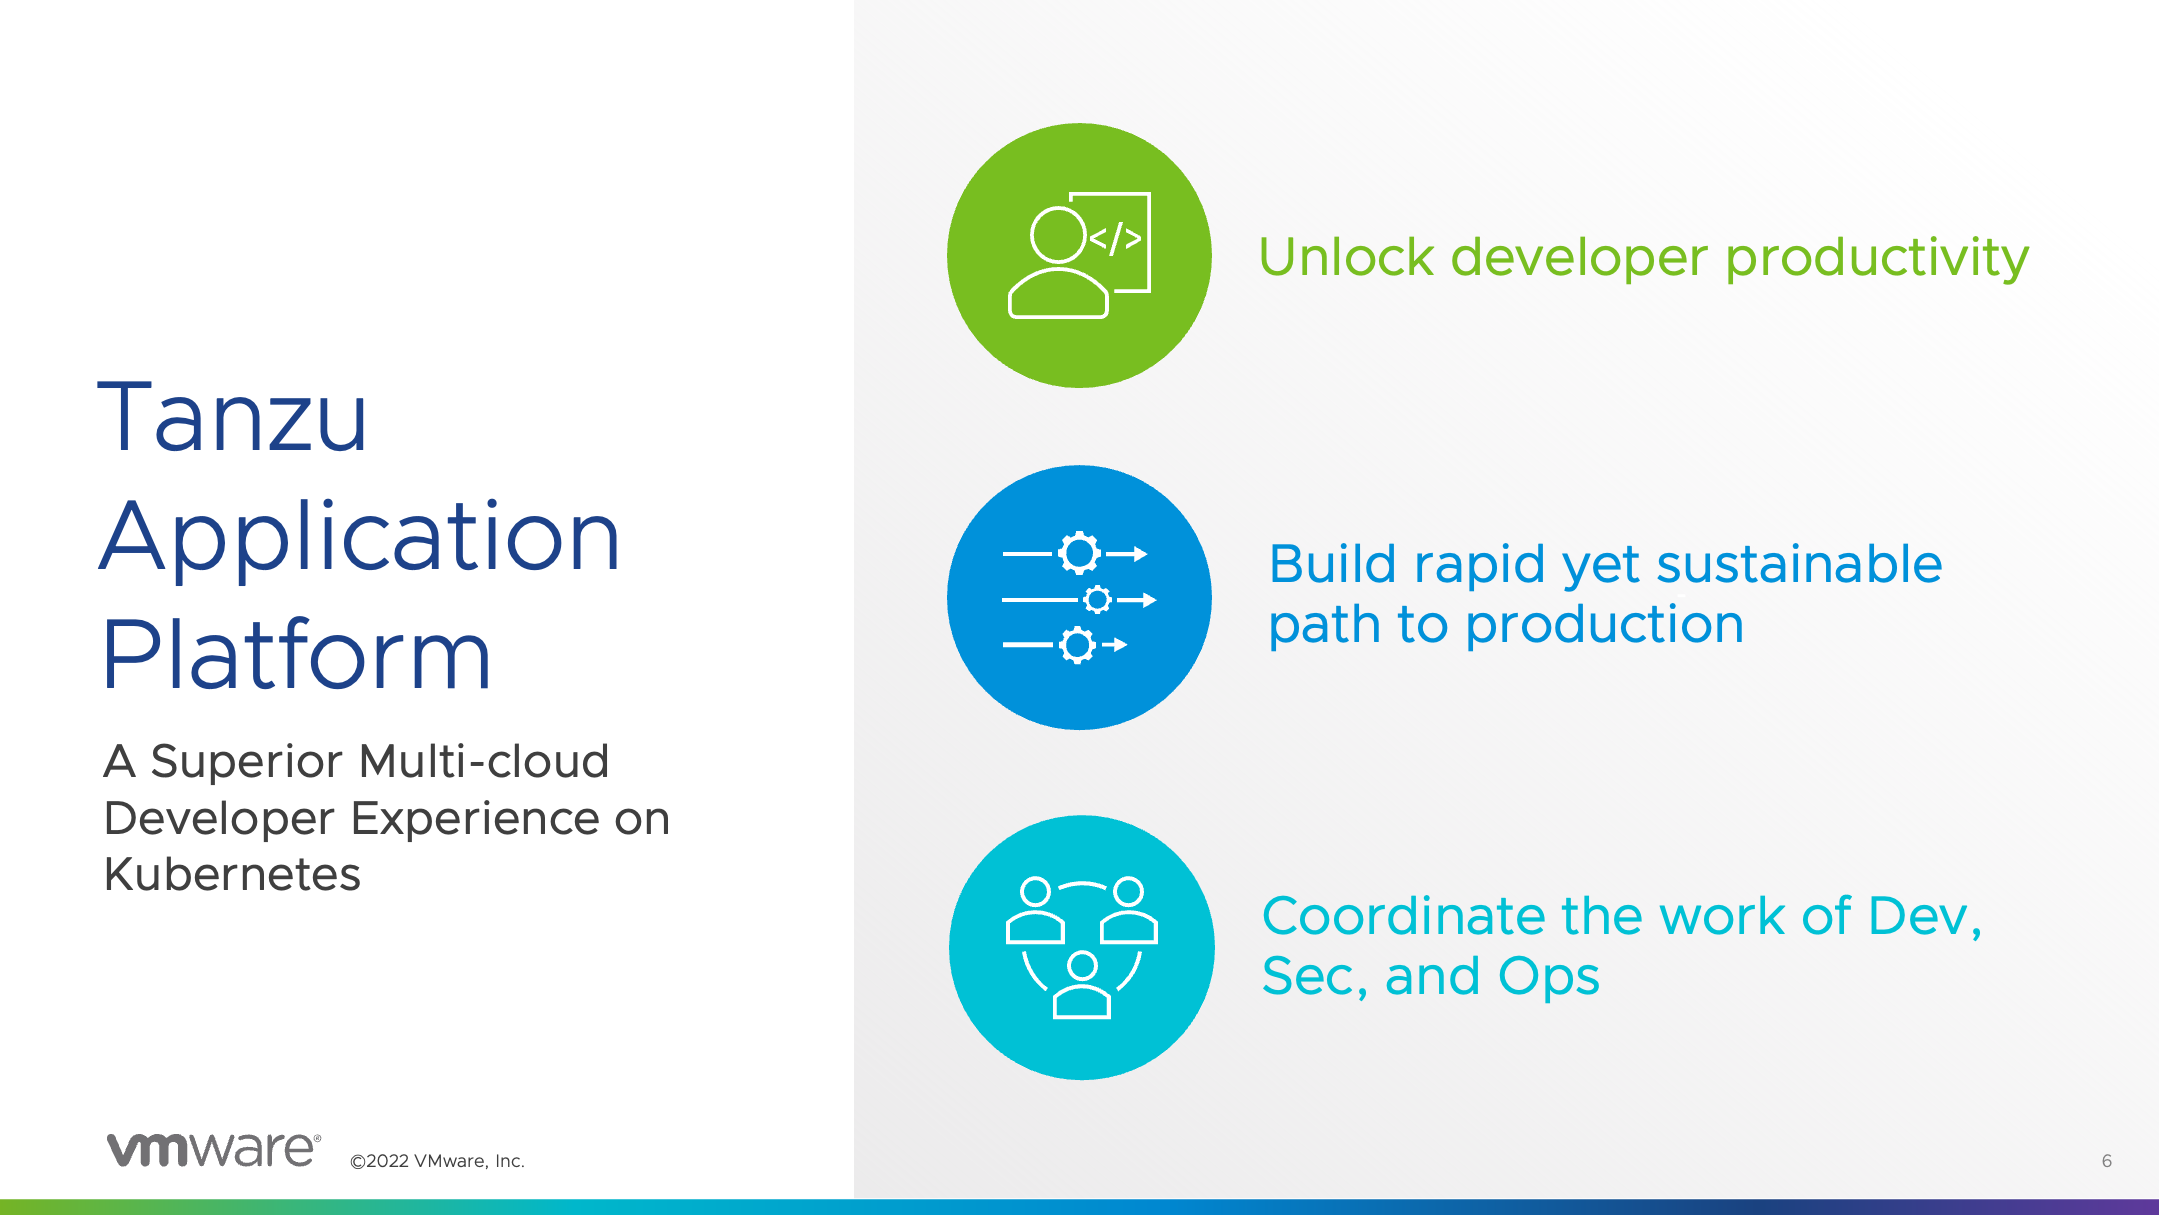 Tanzu
Application
Platform
A Superior Multi-cloud
Developer Experience on
Kubernetes
</>
Unlock developer productivity
Build rapid yet sustainable
path to production
Coordinate the work of Dev,
Sec, and Ops
vmware®
©2022 VMware, Inc.
6